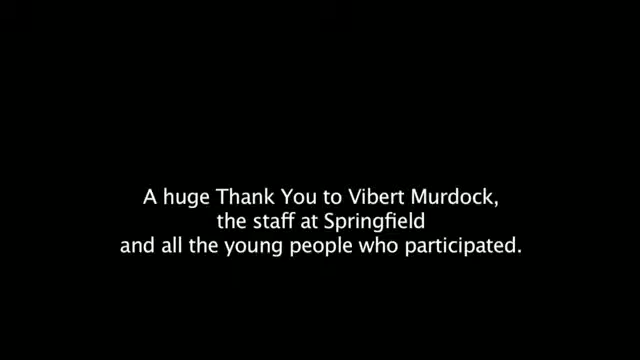 A huge Thank You to Vibert Murdock,
the staff at Springfield
and all the young people who participated.